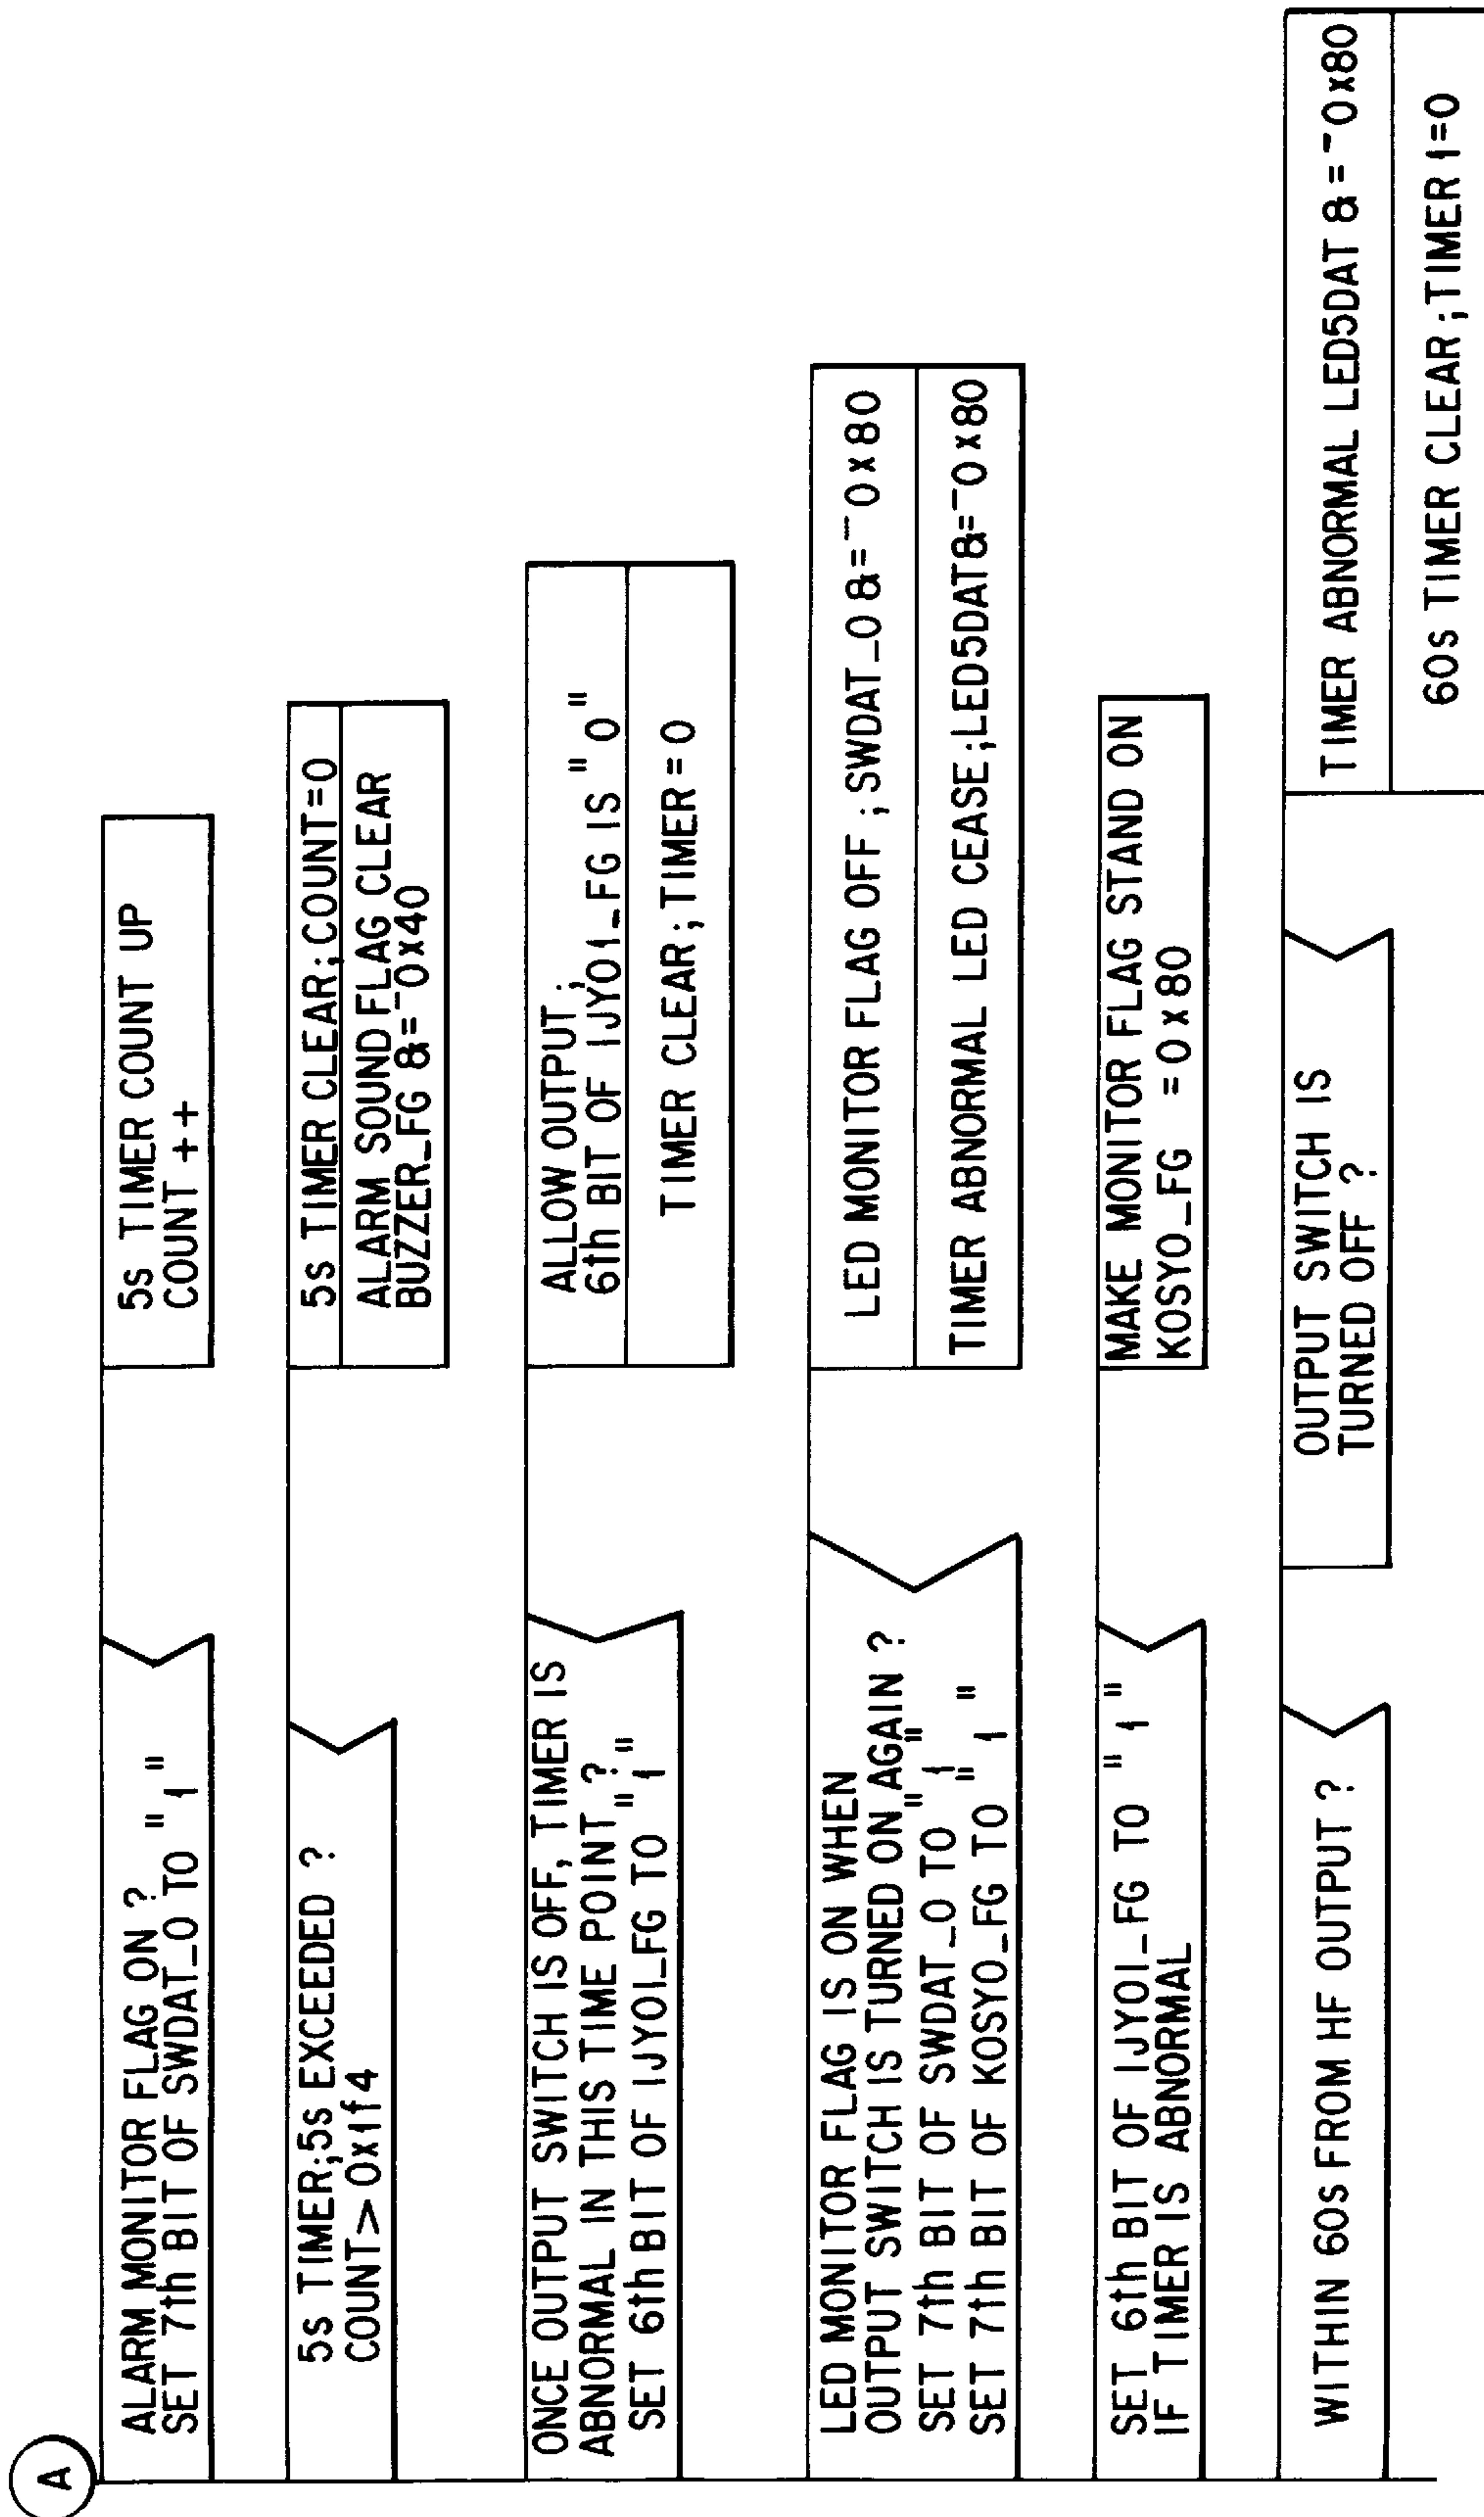 A
ALARM MONITOR FLAG ON ?
SET 7th BIT OF SWDAT_0 TO "1"
5s TIMER COUNT UP
COUNT ++
5s TIMER;5s EXCEEDED ?
COUNT>0x1f4
5s TIMER CLEAR;COUNT=0
ALARM SOUND FLAG CLEAR
BUZZER_FG &=‾0X40
ONCE OUTPUT SWITCH IS OFF, TIMER IS
ABNORMAL IN THIS TIME POINT ?
SET 6th BIT OF IJYO1_FG TO "1"
ALLOW OUTPUT;
6th BIT OF IJYO1_FG IS "0"
TIMER CLEAR;TIMER=0
LED MONITOR FLAG IS ON WHEN
OUTPUT SWITCH IS TURNED ON AGAIN ?
SET 7th BIT OF SWDAT_0 TO "1"
SET 7th BIT OF KOSYO_FG TO "1"
LED MONITOR FLAG OFF;SWDAT_0&=‾0x80
TIMER ABNORMAL LED CEASE;LED5DAT&=‾0x80
SET 6th BIT OF IJYO1_FG TO "1"
IF TIMER IS ABNORMAL
MAKE MONITOR FLAG STAND ON
KOSYO_FG =0x80
WITHIN 60s FROM HF OUTPUT ?
OUTPUT SWITCH IS
TURNED OFF ?
TIMER ABNORMAL LED5DAT &=‾0x80
60s TIMER CLEAR;TIMER1=0